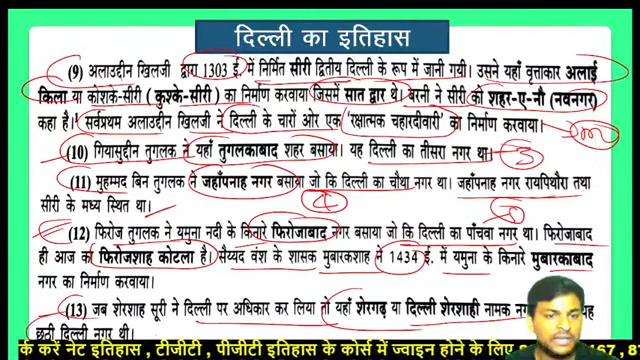 दिल्ली का इतिहास
(9) अलाउद्दीन खिलजी द्वारा 1303 ई. में निर्मित सीरी द्वितीय दिल्ली के रूप में जानी गयी। उसने यहाँ वृत्ताकार अलाई
किला या कोशके-सीरी (कुश्के-सीरी) का निर्माण करवाया जिसमें सात द्वार थे। बरनी ने सीरी को शहर-ए-नौ (नवनगर)
कहा है। सर्वप्रथम अलाउद्दीन खिलजी ने दिल्ली के चारों ओर एक 'रक्षात्मक चहारदीवारी' को निर्माण करवाया।
(10) गियासुद्दीन तुगलक ने यहाँ तुगलकाबाद शहर बसाया। यह दिल्ली का तीसरा नगर था। 3
(11) मुहम्मद बिन तुगलक ने जहाँपनाह नगर बसाया जो कि दिल्ली का चौथा नगर था। जहाँपनाह नगर रायपिथौरा तथा
सीरी के मध्य स्थित था। 4
(12) फिरोज तुगलक ने यमुना नदी के किनारे फिरोजाबाद नगर बसाया जो कि दिल्ली का पाँचवा नगर था। फिरोजाबाद
ही आज का फिरोजशाह कोटला है। सैय्यद वंश के शासक मुबारकशाह ने 1434 ई. में यमुना के किनारे मुबारकाबाद
नगर का निर्माण करवाया।
(13) जब शेरशाह सूरी ने दिल्ली पर अधिकार कर लिया तो यहाँ शेरगढ़ या दिल्ली शेरशाही नामक यह
छठी दिल्ली नगर थी।
र्क करें नेट इतिहास , टीजीटी , पीजीटी इतिहास के कोर्स में ज्वाइन होने के लिए